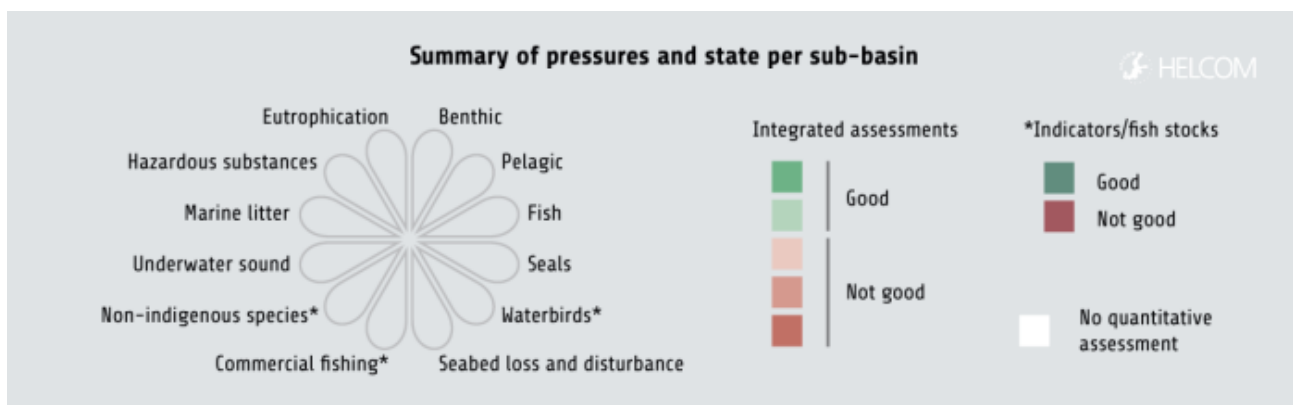 Summary of pressures and state per sub-basin
HELCOM
Eutrophication
Benthic
Hazardous substances
Pelagic
Marine litter
Fish
Underwater sound
Seals
Non-indigenous species*
Waterbirds*
Commercial fishing*
Seabed loss and disturbance
Integrated assessments
Good
Not good
*Indicators/fish stocks
Good
Not good
No quantitative
assessment